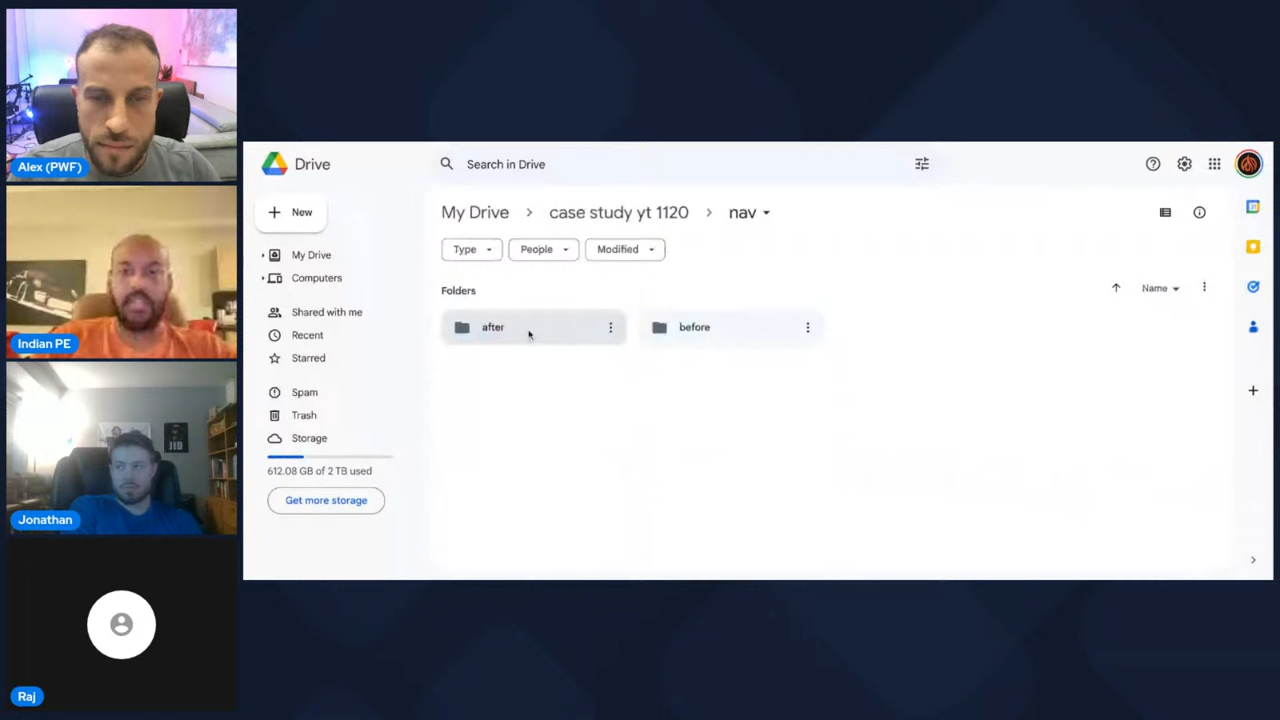 Alex (PWF)
Indian PE
JID
Jonathan
Raj
Drive
Search in Drive
New
My Drive
Computers
Shared with me
Recent
Starred
Spam
Trash
Storage
612.08 GB of 2 TB used
Get more storage
My Drive > case study yt 1120 > nav
Type
People
Modified
Folders
Name
after
before